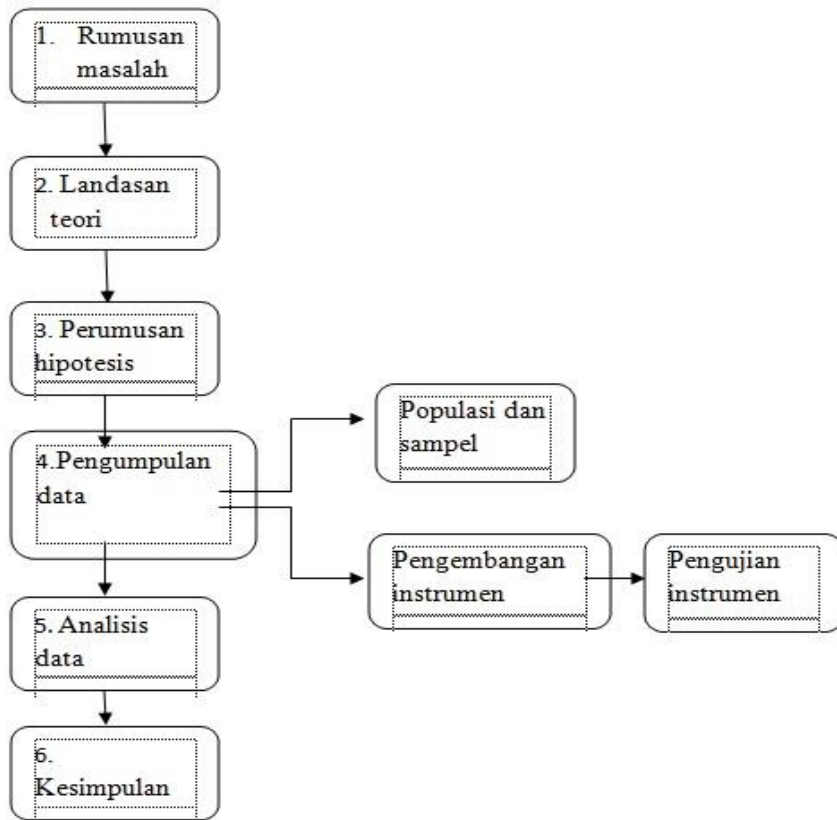 1. Rumusan
masalah
2. Landasan
teori
3. Perumusan
hipotesis
4.Pengumpulan
data
Populasi dan
sampel
Pengembangan
instrumen
Pengujian
instrumen
5. Analisis
data
6.
Kesimpulan